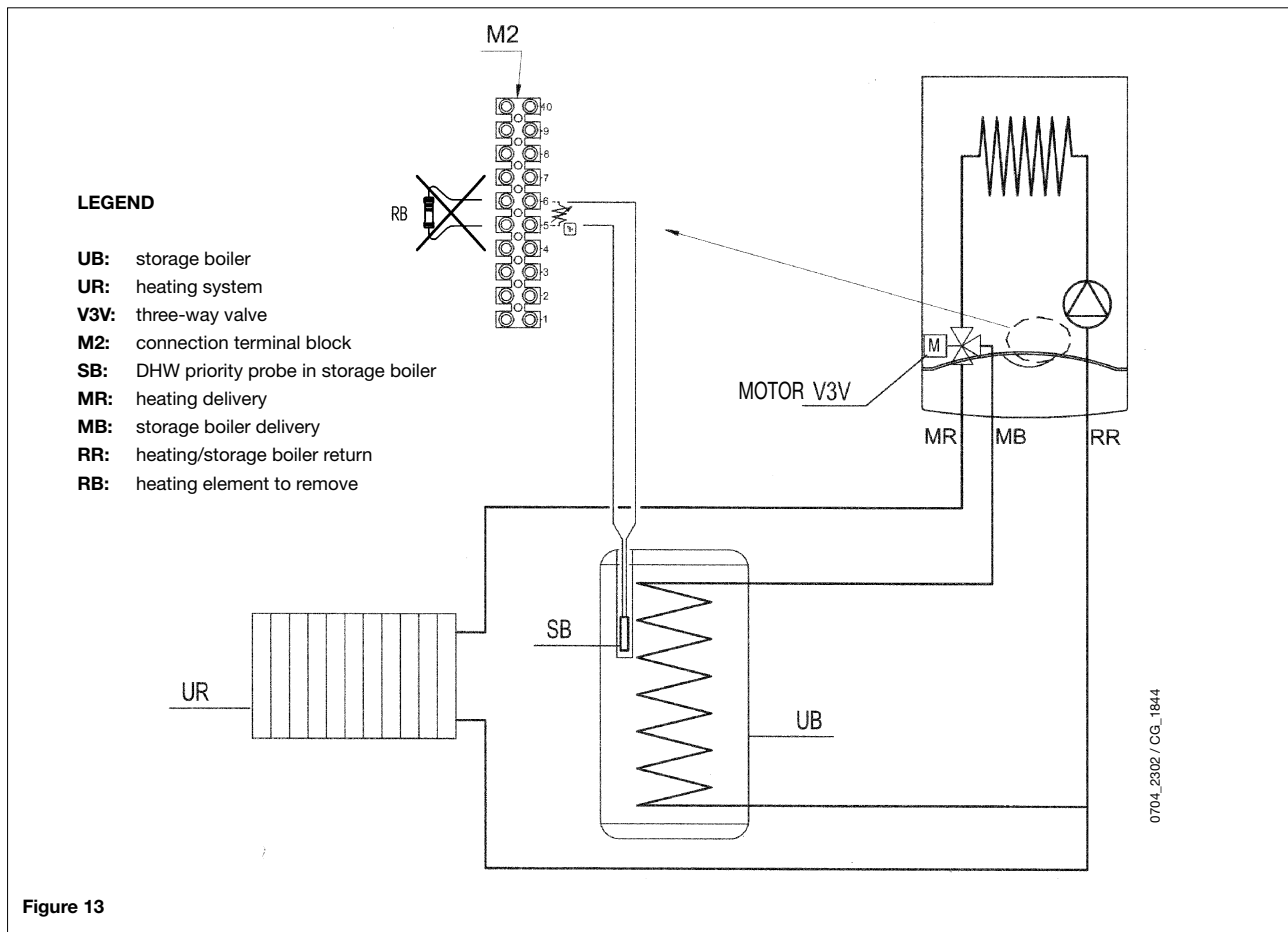 M2
10
9
8
7
6
5
4
3
2
1
RB
LEGEND
UB: storage boiler
UR: heating system
V3V: three-way valve
M2: connection terminal block
SB: DHW priority probe in storage boiler
MR: heating delivery
MB: storage boiler delivery
RR: heating/storage boiler return
RB: heating element to remove
M
MOTOR V3V
MR MB RR
SB
UR
UB
0704_2302 / CG_1844
Figure 13